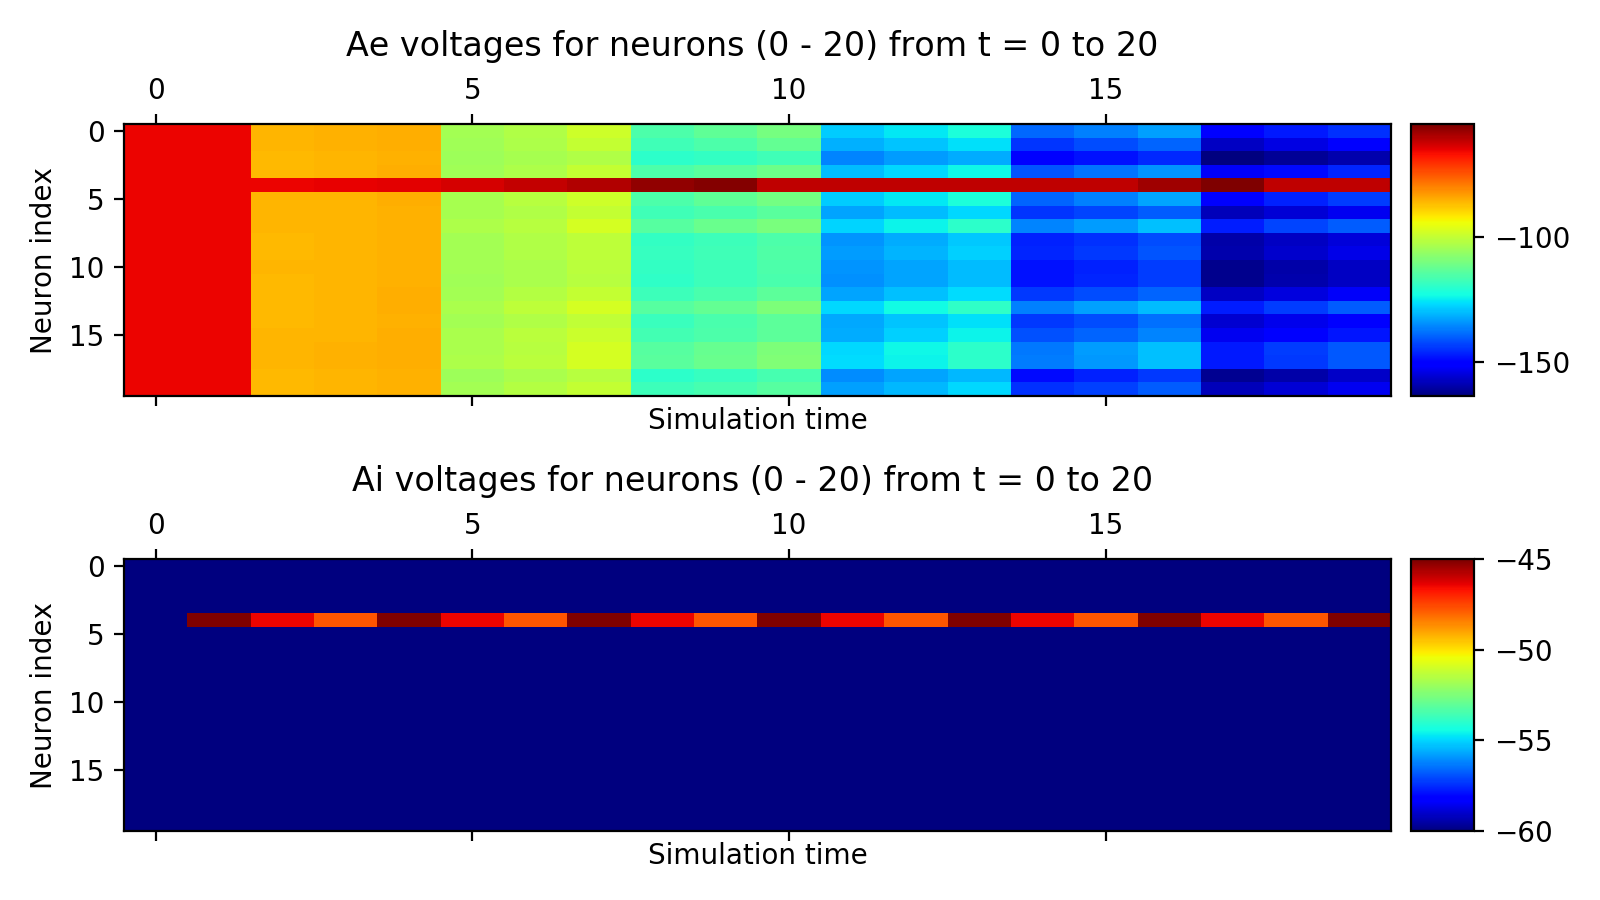 Ae voltages for neurons (0 - 20) from t = 0 to 20
0 5 10 15
Neuron index
0
5
10
15
−100
−150
Simulation time
Ai voltages for neurons (0 - 20) from t = 0 to 20
0 5 10 15
Neuron index
0
5
10
15
−45
−50
−55
−60
Simulation time